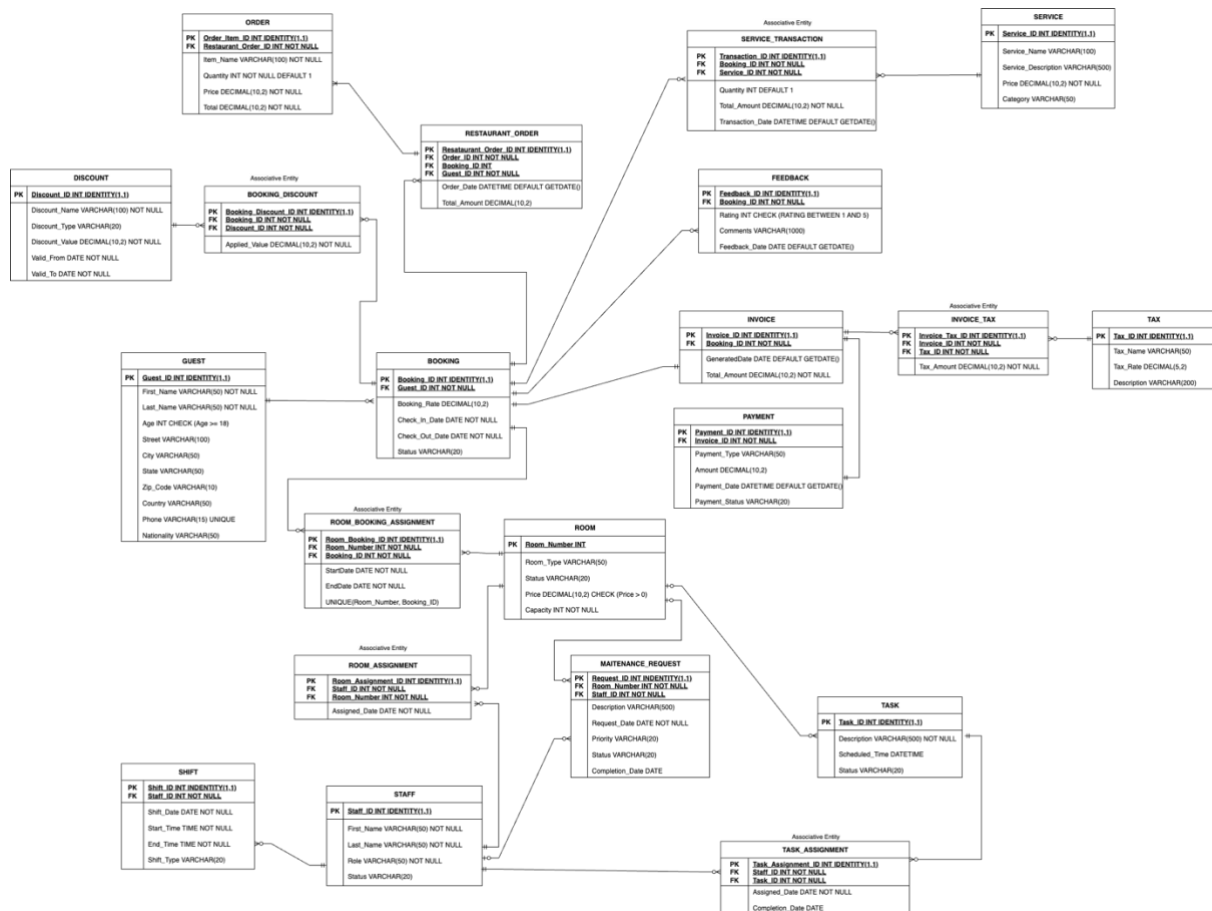 ORDER
PK Order_Item_ID INT IDENTITY(1,1)
FK Restaurant_Order_ID INT NOT NULL
Item_Name VARCHAR(100) NOT NULL
Quantity INT NOT NULL DEFAULT 1
Price DECIMAL(10,2) NOT NULL
Total DECIMAL(10,2) NOT NULL
Associative Entity
SERVICE_TRANSACTION
PK Transaction_ID INT IDENTITY(1,1)
FK Booking_ID INT NOT NULL
FK Service_ID INT NOT NULL
Quantity INT DEFAULT 1
Total_Amount DECIMAL(10,2) NOT NULL
Transaction_Date DATETIME DEFAULT GETDATE()
SERVICE
PK Service_ID INT IDENTITY(1,1)
Service_Name VARCHAR(100)
Service_Description VARCHAR(500)
Price DECIMAL(10,2) NOT NULL
Category VARCHAR(50)
RESTAURANT_ORDER
PK Resataurant_Order_ID INT IDENTITY(1,1)
FK Order_ID INT NOT NULL
FK Booking_ID INT
FK Guest_ID INT NOT NULL
Order_Date DATETIME DEFAULT GETDATE()
Total_Amount DECIMAL(10,2)
DISCOUNT
PK Discount_ID INT IDENTITY(1,1)
Discount_Name VARCHAR(100) NOT NULL
Discount_Type VARCHAR(20)
Discount_Value DECIMAL(10,2) NOT NULL
Valid_From DATE NOT NULL
Valid_To DATE NOT NULL
Associative Entity
BOOKING_DISCOUNT
PK Booking_Discount_ID INT IDENTITY(1,1)
FK Booking_ID INT NOT NULL
FK Discount_ID INT NOT NULL
Applied_Value DECIMAL(10,2) NOT NULL
FEEDBACK
PK Feedback_ID INT IDENTITY(1,1)
FK Booking_ID INT NOT NULL
Rating INT CHECK (RATING BETWEEN 1 AND 5)
Comments VARCHAR(1000)
Feedback_Date DATE DEFAULT GETDATE()
INVOICE
PK Invoice_ID INT IDENTITY(1,1)
FK Booking_ID INT NOT NULL
GeneratedDate DATE DEFAULT GETDATE()
Total_Amount DECIMAL(10,2) NOT NULL
Associative Entity
INVOICE_TAX
PK Invoice_Tax_ID INT IDENTITY(1,1)
FK Invoice_ID INT NOT NULL
FK Tax_ID INT NOT NULL
Tax_Amount DECIMAL(10,2) NOT NULL
TAX
PK Tax_ID INT IDENTITY(1,1)
Tax_Name VARCHAR(50)
Tax_Rate DECIMAL(5,2)
Description VARCHAR(200)
GUEST
PK Guest_ID INT IDENTITY(1,1)
First_Name VARCHAR(50) NOT NULL
Last_Name VARCHAR(50) NOT NULL
Age INT CHECK (Age >= 18)
Street VARCHAR(100)
City VARCHAR(50)
State VARCHAR(50)
Zip_Code VARCHAR(10)
Country VARCHAR(50)
Phone VARCHAR(15) UNIQUE
Nationality VARCHAR(50)
BOOKING
PK Booking_ID INT IDENTITY(1,1)
FK Guest_ID INT NOT NULL
Booking_Rate DECIMAL(10,2)
Check_In_Date DATE NOT NULL
Check_Out_Date DATE NOT NULL
Status VARCHAR(20)
PAYMENT
PK Payment_ID INT IDENTITY(1,1)
FK Invoice_ID INT NOT NULL
Payment_Type VARCHAR(50)
Amount DECIMAL(10,2)
Payment_Date DATETIME DEFAULT GETDATE()
Payment_Status VARCHAR(20)
Associative Entity
ROOM_BOOKING_ASSIGNMENT
PK Room_Booking_ID INT IDENTITY(1,1)
FK Room_Number INT NOT NULL
FK Booking_ID INT NOT NULL
StartDate DATE NOT NULL
EndDate DATE NOT NULL
UNIQUE(Room_Number, Booking_ID)
ROOM
PK Room_Number INT
Room_Type VARCHAR(50)
Status VARCHAR(20)
Price DECIMAL(10,2) CHECK (Price > 0)
Capacity INT NOT NULL
Associative Entity
ROOM_ASSIGNMENT
PK Room_Assignment_ID INT IDENTITY(1,1)
FK Staff_ID INT NOT NULL
FK Room_Number INT NOT NULL
Assigned_Date DATE NOT NULL
MAITENANCE_REQUEST
PK Request_ID INT INDENTITY(1,1)
FK Room_Number INT NOT NULL
FK Staff_ID INT NOT NULL
Description VARCHAR(500)
Request_Date DATE NOT NULL
Priority VARCHAR(20)
Status VARCHAR(20)
Completion_Date DATE
TASK
PK Task_ID INT IDENTITY(1,1)
Description VARCHAR(500) NOT NULL
Scheduled_Time DATETIME
Status VARCHAR(20)
SHIFT
PK Shift_ID INT INDENTITY(1,1)
FK Staff_ID INT NOT NULL
Shift_Date DATE NOT NULL
Start_Time TIME NOT NULL
End_Time TIME NOT NULL
Shift_Type VARCHAR(20)
STAFF
PK Staff_ID INT IDENTITY(1,1)
First_Name VARCHAR(50) NOT NULL
Last_Name VARCHAR(50) NOT NULL
Role VARCHAR(50) NOT NULL
Status VARCHAR(20)
Associative Entity
TASK_ASSIGNMENT
PK Task_Assignment_ID INT IDENTITY(1,1)
FK Staff_ID INT NOT NULL
FK Task_ID INT NOT NULL
Assigned_Date DATE NOT NULL
Completion_Date DATE